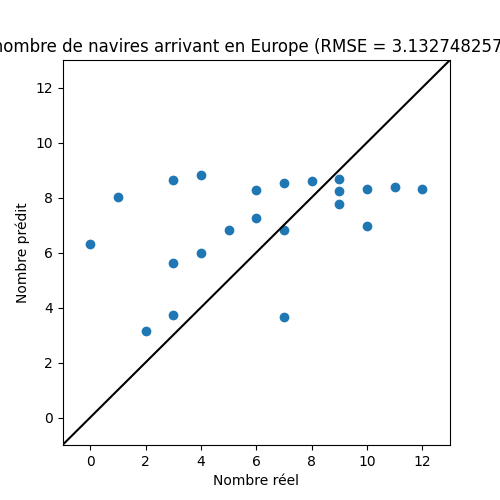 nombre de navires arrivant en Europe (RMSE = 3.132748257
12
10
8
6
4
2
0
Nombre prédit
0 2 4 6 8 10 12
Nombre réel